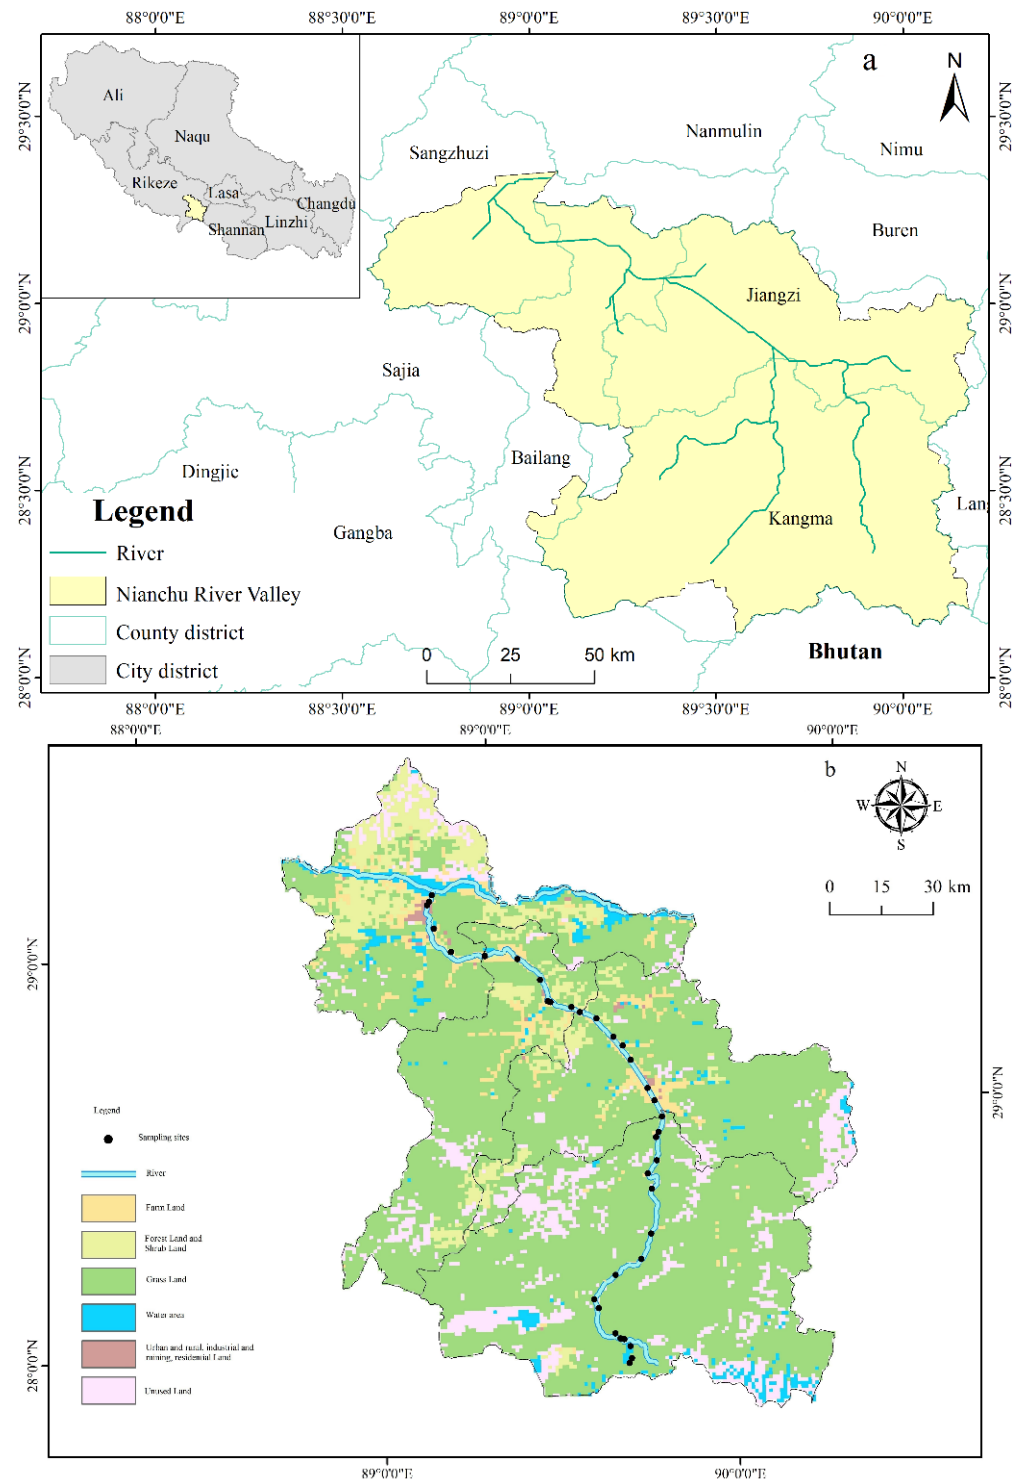 88°0'0"E 88°30'0"E 89°0'0"E 89°30'0"E 90°0'0"E
a
N
Ali
Naqu
Rikeze
Lasa
Changdu
Shannan
Linzhi
Sangzhuzi
Nanmulin
Nimu
Buren
Jiangzi
Sajia
Dingjic
Bailang
Gangba
Kangma
Lang
Bhutan
29°30'0"N
29°0'0"N
28°30'0"N
28°0'0"N
29°30'0"N
29°0'0"N
28°30'0"N
28°0'0"N
Legend
River
Nianchu River Valley
County district
City district
0 25 50 km
88°0'0"E 88°30'0"E 89°0'0"E 89°30'0"E 90°0'0"E
88°0'0"E 89°0'0"E 90°0'0"E
b
N
W E
S
0 15 30 km
29°0'0"N
28°0'0"N
29°0'0"N
Legend
Sampling sites
River
Farm Land
Forest Land and
Shrub Land
Grass Land
Water area
Urban and rural, industrial and
mining, residential Land
Unused Land
89°0'0"E 90°0'0"E